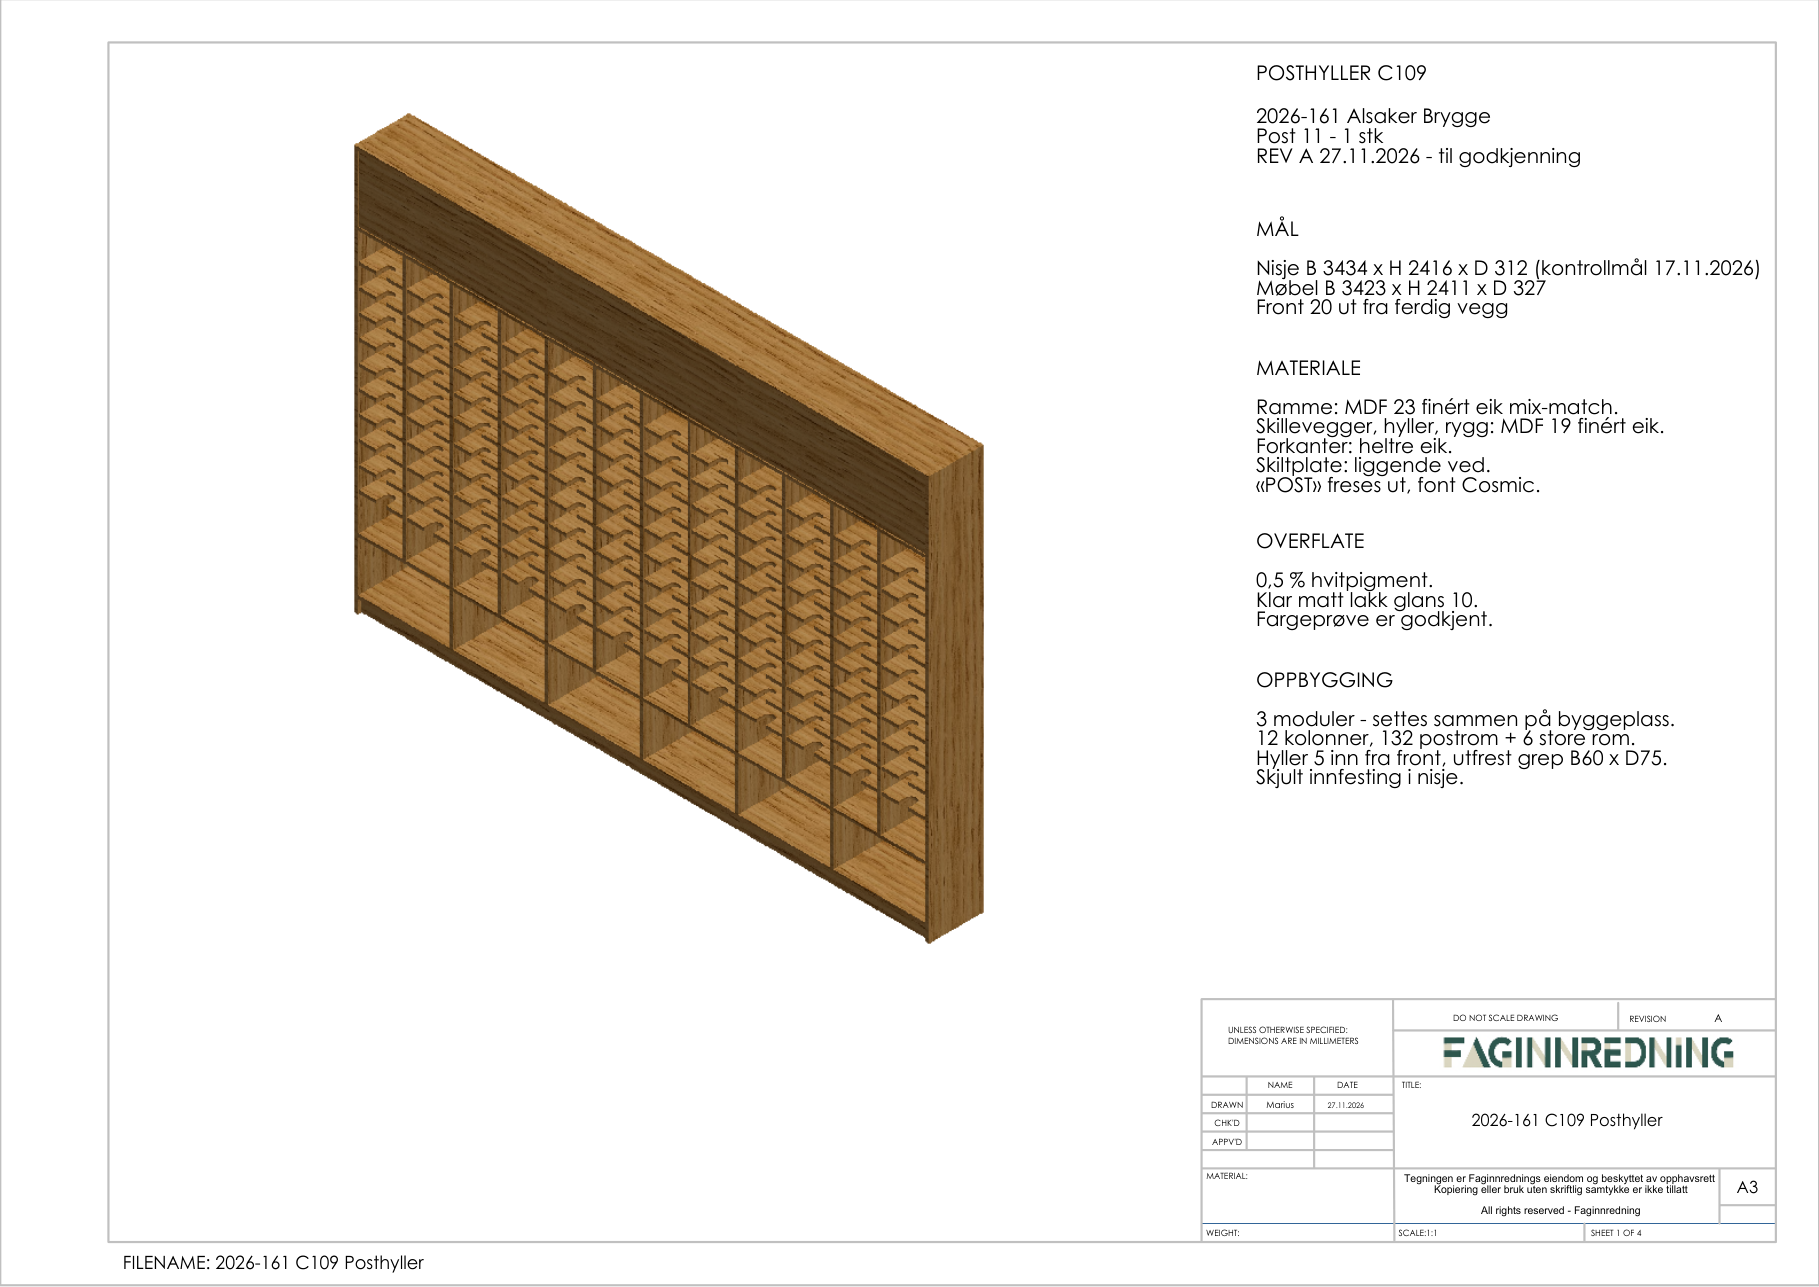 POSTHYLLER C109
2026-161 Alsaker Brygge
Post 11 - 1 stk
REV A 27.11.2026 - til godkjenning
MÅL
Nisje B 3434 x H 2416 x D 312 (kontrollmål 17.11.2026)
Møbel B 3423 x H 2411 x D 327
Front 20 ut fra ferdig vegg
MATERIALE
Ramme: MDF 23 finért eik mix-match.
Skillevegger, hyller, rygg: MDF 19 finért eik.
Forkanter: heltre eik.
Skiltplate: liggende ved.
«POST» freses ut, font Cosmic.
OVERFLATE
0,5 % hvitpigment.
Klar matt lakk glans 10.
Fargeprøve er godkjent.
OPPBYGGING
3 moduler - settes sammen på byggeplass.
12 kolonner, 132 postrom + 6 store rom.
Hyller 5 inn fra front, utfrest grep B60 x D75.
Skjult innfesting i nisje.
UNLESS OTHERWISE SPECIFIED:
DIMENSIONS ARE IN MILLIMETERS
DO NOT SCALE DRAWING
REVISION A
FAGINNREDNING
NAME DATE
DRAWN Marius 27.11.2026
CHK'D
APPV'D
TITLE:
2026-161 C109 Posthyller
MATERIAL:
Tegningen er Faginnrednings eiendom og beskyttet av opphavsrett
Kopiering eller bruk uten skriftlig samtykke er ikke tillatt
All rights reserved - Faginnredning
A3
WEIGHT:
SCALE:1:1
SHEET 1 OF 4
FILENAME: 2026-161 C109 Posthyller